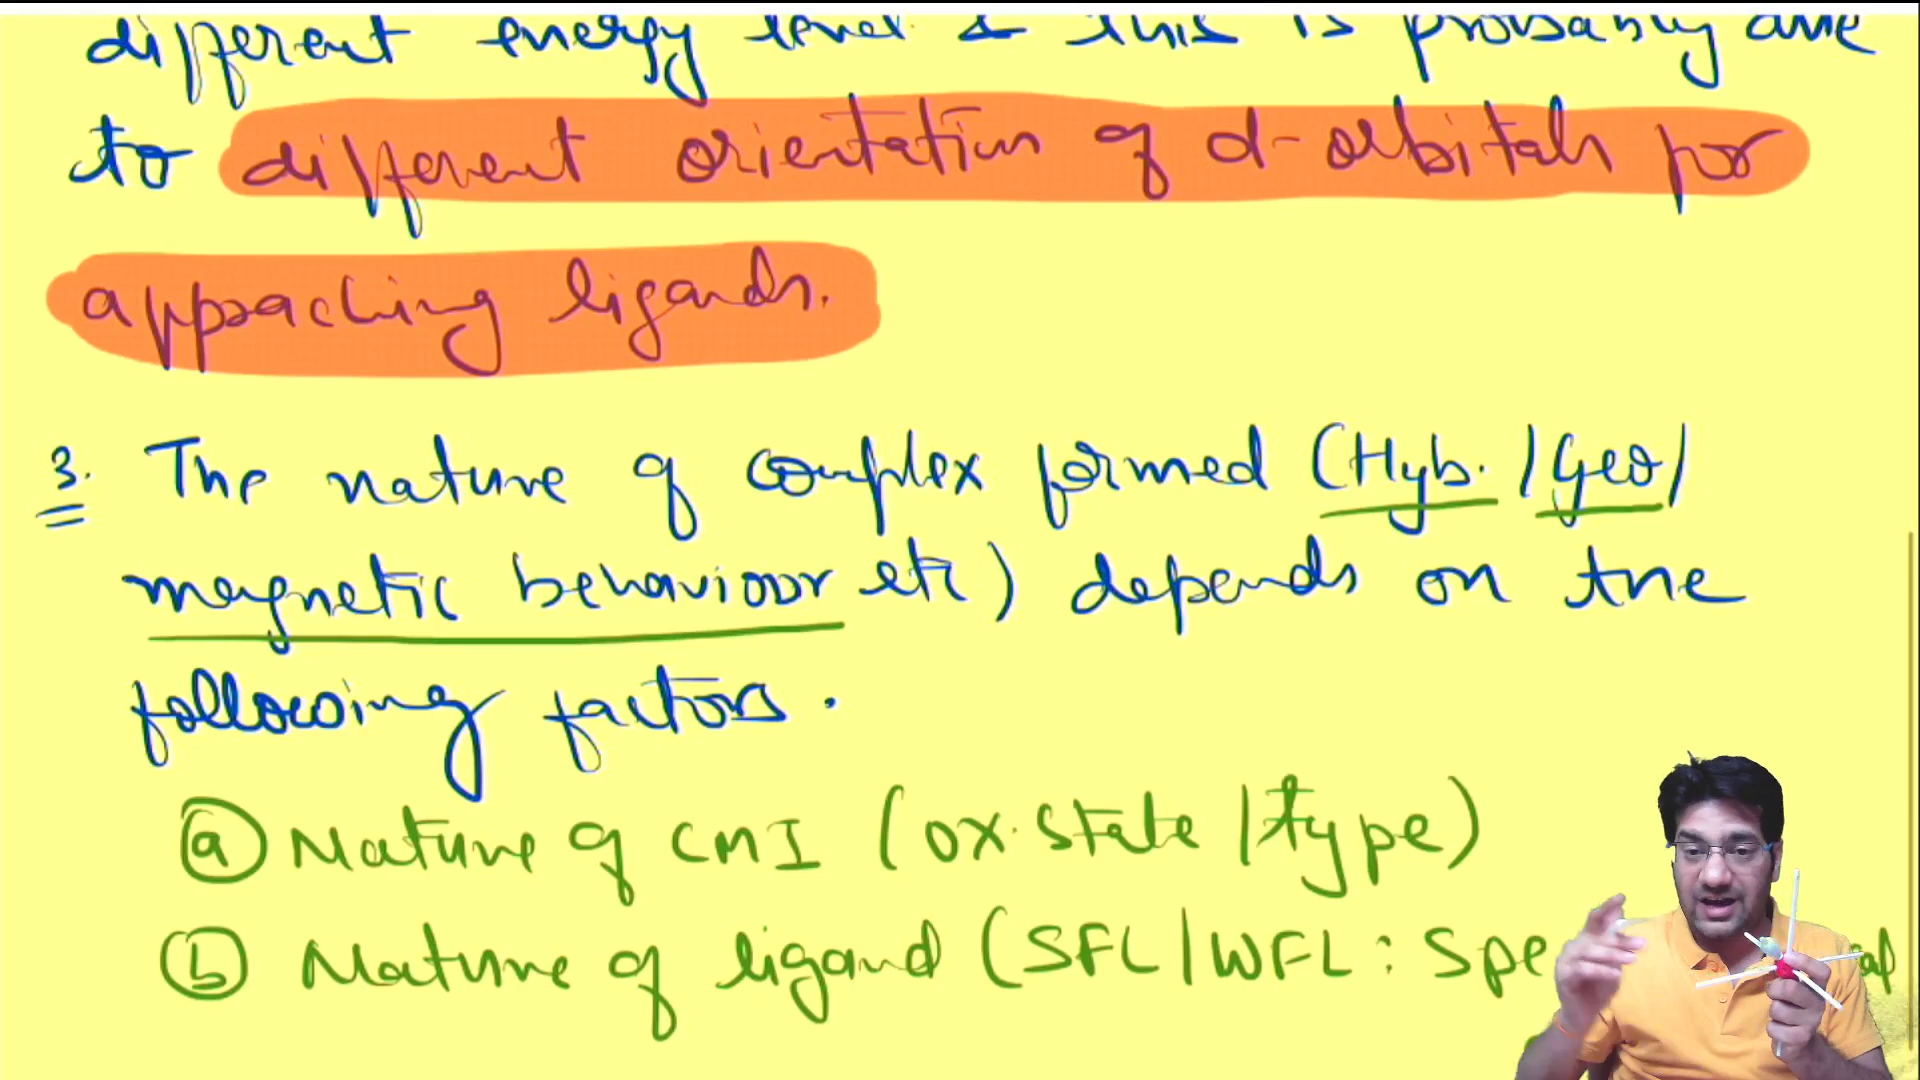 different energy level & this is probably due
to different orientation of d-orbitals for
approaching ligands.
3. The nature of complex formed (Hyb. / Geo /
magnetic behaviour etc) depends on the
following factors.
(a) Nature of CMI (ox. state / type)
(b) Nature of ligand (SFL / WFL : Spe